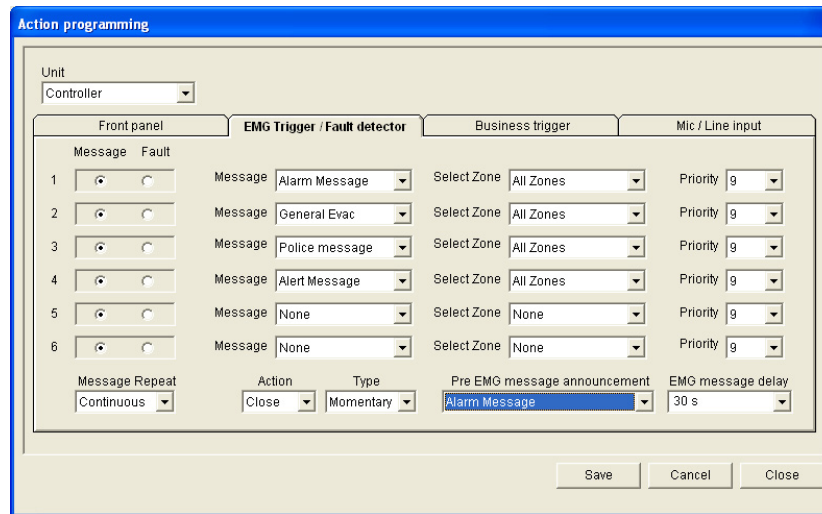 Action programming
Unit
Controller
Front panel EMG Trigger / Fault detector Business trigger Mic / Line input
Message Fault
1 Message Alarm Message Select Zone All Zones Priority 9
2 Message General Evac Select Zone All Zones Priority 9
3 Message Police message Select Zone All Zones Priority 9
4 Message Alert Message Select Zone All Zones Priority 9
5 Message None Select Zone None Priority 9
6 Message None Select Zone None Priority 9
Message Repeat Action Type Pre EMG message announcement EMG message delay
Continuous Close Momentary Alarm Message 30 s
Save Cancel Close